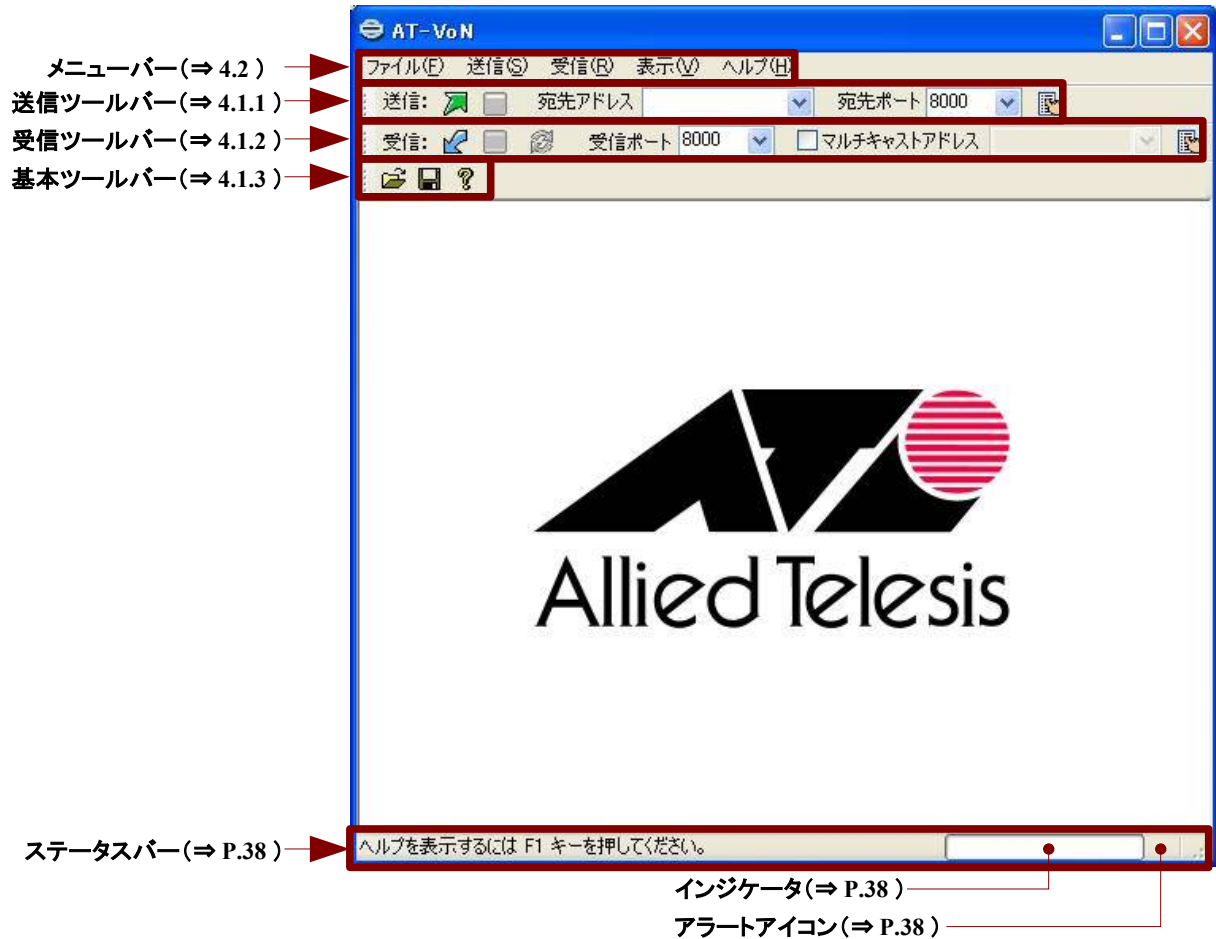 AT-VoN
メニューバー(⇒ 4.2 )
ファイル(F) 送信(S) 受信(R) 表示(V) ヘルプ(H)
送信ツールバー(⇒ 4.1.1 )
送信: 宛先アドレス 宛先ポート 8000
受信ツールバー(⇒ 4.1.2 )
受信: 受信ポート 8000 マルチキャストアドレス
基本ツールバー(⇒ 4.1.3 )
Allied Telesis
ステータスバー(⇒ P.38 )
ヘルプを表示するには F1 キーを押してください。
インジケータ(⇒ P.38 )
アラートアイコン(⇒ P.38 )